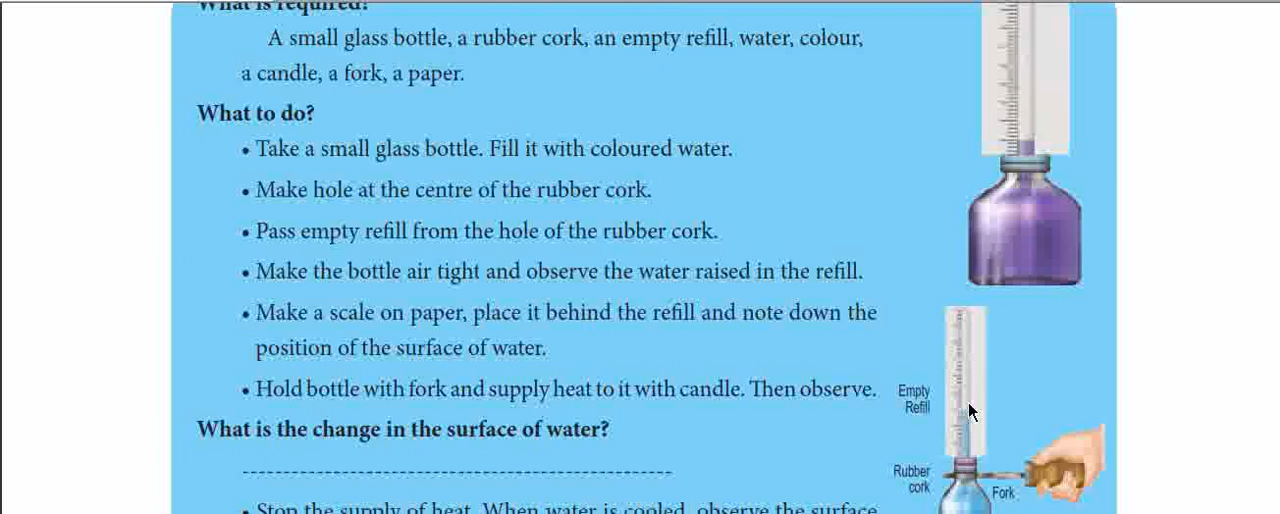 What is required?
A small glass bottle, a rubber cork, an empty refill, water, colour,
a candle, a fork, a paper.
What to do?
• Take a small glass bottle. Fill it with coloured water.
• Make hole at the centre of the rubber cork.
• Pass empty refill from the hole of the rubber cork.
• Make the bottle air tight and observe the water raised in the refill.
• Make a scale on paper, place it behind the refill and note down the
position of the surface of water.
• Hold bottle with fork and supply heat to it with candle. Then observe.
What is the change in the surface of water?
• Stop the supply of heat. When water is cooled, observe the surface
Empty
Refill
Rubber
cork
Fork